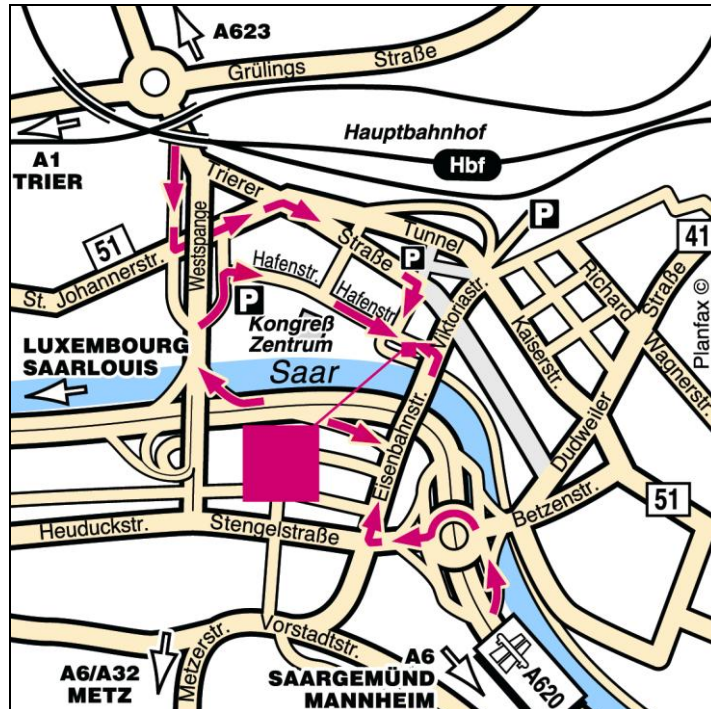 A623
Grülings Straße
Hauptbahnhof
Hbf
A1
TRIER
Trierer
Straße
Tunnel
P
51
St. Johannerstr.
Westspange
Hafenstr.
P
Hafenstr
P
Viktoriastr.
41
Richard
Wagnerstr.
Kaiserstr.
Dudweiler
Straße
Planfax ©
Kongreß
Zentrum
LUXEMBOURG
SAARLOUIS
Saar
Eisenbahnstr.
Betzenstr.
51
Heuduckstr.
Stengelstraße
Vorstadtstr.
Metzerstr.
A6/A32
METZ
A6
SAARGEMÜND
MANNHEIM
A620